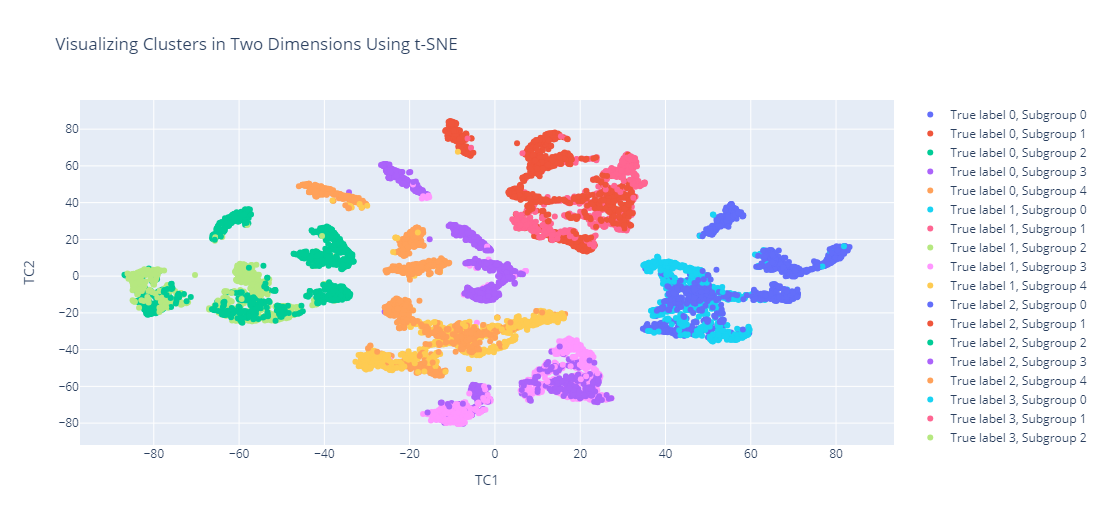 Visualizing Clusters in Two Dimensions Using t-SNE
80
60
40
20
0
−20
−40
−60
−80
TC2
−80
−60
−40
−20
0
20
40
60
80
TC1
True label 0, Subgroup 0
True label 0, Subgroup 1
True label 0, Subgroup 2
True label 0, Subgroup 3
True label 0, Subgroup 4
True label 1, Subgroup 0
True label 1, Subgroup 1
True label 1, Subgroup 2
True label 1, Subgroup 3
True label 1, Subgroup 4
True label 2, Subgroup 0
True label 2, Subgroup 1
True label 2, Subgroup 2
True label 2, Subgroup 3
True label 2, Subgroup 4
True label 3, Subgroup 0
True label 3, Subgroup 1
True label 3, Subgroup 2